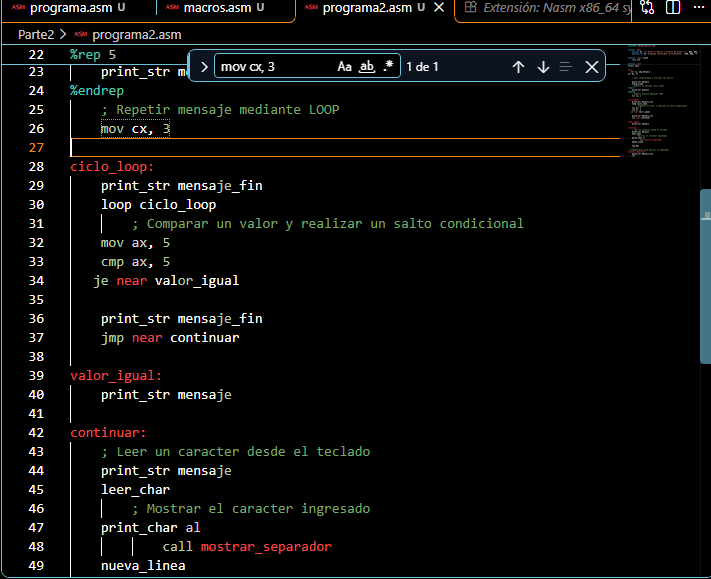 ASM programa.asm U ASM macros.asm U ASM programa2.asm U Extensión: Nasm x86_64 sy
Parte2 > programa2.asm
mov cx, 3 Aa ab .* 1 de 1
22 %rep 5
23 print_str me
24 %endrep
25 ; Repetir mensaje mediante LOOP
26 mov cx, 3
27
28 ciclo_loop:
29 print_str mensaje_fin
30 loop ciclo_loop
31 ; Comparar un valor y realizar un salto condicional
32 mov ax, 5
33 cmp ax, 5
34 je near valor_igual
35
36 print_str mensaje_fin
37 jmp near continuar
38
39 valor_igual:
40 print_str mensaje
41
42 continuar:
43 ; Leer un caracter desde el teclado
44 print_str mensaje
45 leer_char
46 ; Mostrar el caracter ingresado
47 print_char al
48 call mostrar_separador
49 nueva_linea